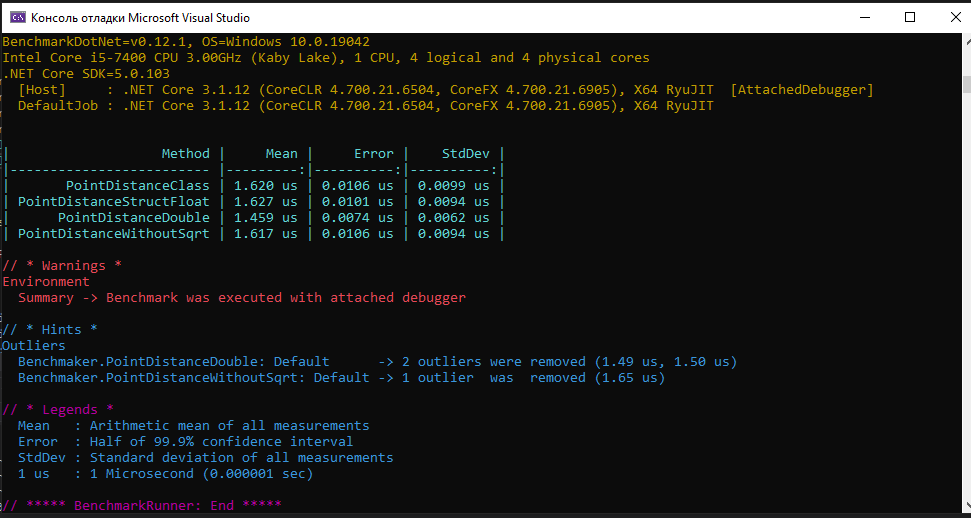 Консоль отладки Microsoft Visual Studio
BenchmarkDotNet=v0.12.1, OS=Windows 10.0.19042
Intel Core i5-7400 CPU 3.00GHz (Kaby Lake), 1 CPU, 4 logical and 4 physical cores
.NET Core SDK=5.0.103
  [Host]     : .NET Core 3.1.12 (CoreCLR 4.700.21.6504, CoreFX 4.700.21.6905), X64 RyuJIT  [AttachedDebugger]
  DefaultJob : .NET Core 3.1.12 (CoreCLR 4.700.21.6504, CoreFX 4.700.21.6905), X64 RyuJIT
|                   Method |     Mean |     Error |    StdDev |
|------------------------- |---------:|----------:|----------:|
|       PointDistanceClass | 1.620 us | 0.0106 us | 0.0099 us |
| PointDistanceStructFloat | 1.627 us | 0.0101 us | 0.0094 us |
|      PointDistanceDouble | 1.459 us | 0.0074 us | 0.0062 us |
| PointDistanceWithoutSqrt | 1.617 us | 0.0106 us | 0.0094 us |
// * Warnings *
Environment
  Summary -> Benchmark was executed with attached debugger
// * Hints *
Outliers
  Benchmaker.PointDistanceDouble: Default      -> 2 outliers were removed (1.49 us, 1.50 us)
  Benchmaker.PointDistanceWithoutSqrt: Default -> 1 outlier  was  removed (1.65 us)
// * Legends *
  Mean   : Arithmetic mean of all measurements
  Error  : Half of 99.9% confidence interval
  StdDev : Standard deviation of all measurements
  1 us   : 1 Microsecond (0.000001 sec)
// ***** BenchmarkRunner: End *****